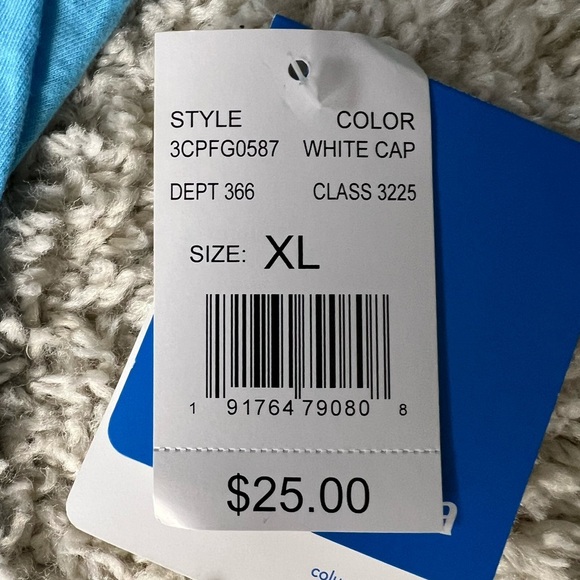 STYLE COLOR
3CPFG0587 WHITE CAP
DEPT 366 CLASS 3225
SIZE: XL
1 91764 79080 8
$25.00